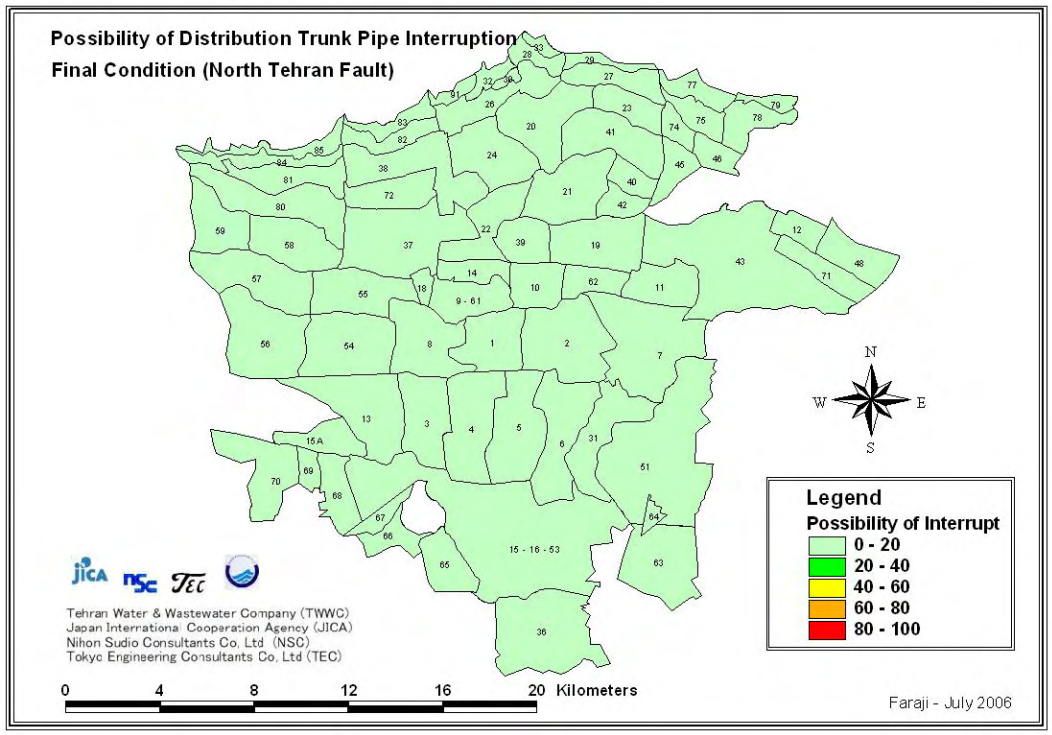 Possibility of Distribution Trunk Pipe Interruption
Final Condition (North Tehran Fault)
33
28
29
32
30
27
77
91
26
23
79
83
20
75
78
82
41
74
85
24
84
38
45
46
81
40
72
21
80
42
59
22
12
58
37
39
19
43
48
57
14
71
55
18
10
62
11
9 - 61
56
54
8
1
2
7
13
3
4
5
6
31
15A
51
70
69
68
67
64
66
15 - 16 - 53
65
63
36
N
W
E
S
Legend
Possibility of Interrupt
0 - 20
20 - 40
40 - 60
60 - 80
80 - 100
JICA
NSC
TEC
Tehran Water & Wastewater Company (TWWC)
Japan International Cooperation Agency (JICA)
Nihon Sudio Consultants Co, Ltd (NSC)
Tokyo Engineering Consultants Co, Ltd (TEC)
0 4 8 12 16 20 Kilometers
Faraji - July 2006